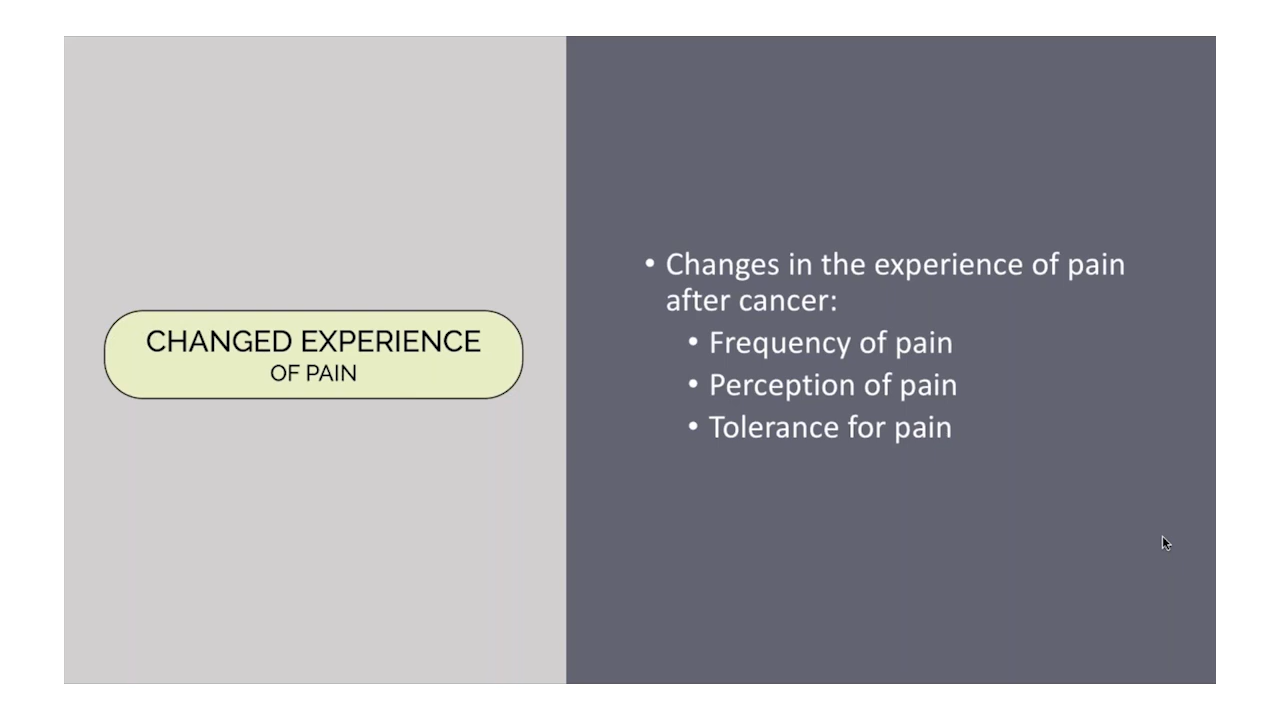 CHANGED EXPERIENCE
OF PAIN
• Changes in the experience of pain
after cancer:
• Frequency of pain
• Perception of pain
• Tolerance for pain